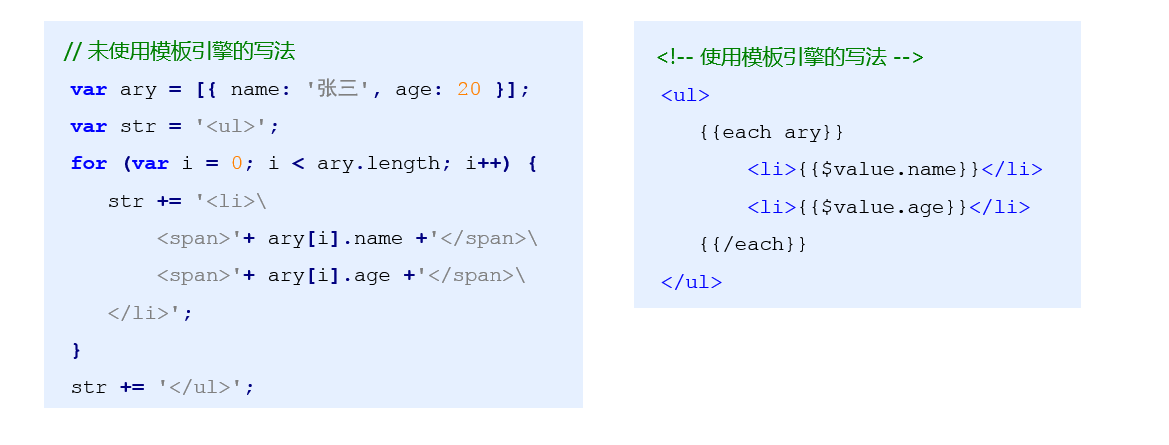 // 未使用模板引擎的写法
var ary = [{ name: '张三', age: 20 }];
var str = '<ul>';
for (var i = 0; i < ary.length; i++) {
    str += '<li>\
        <span>'+ ary[i].name +'</span>\
        <span>'+ ary[i].age +'</span>\
    </li>';
}
str += '</ul>';
<!-- 使用模板引擎的写法 -->
<ul>
    {{each ary}}
        <li>{{$value.name}}</li>
        <li>{{$value.age}}</li>
    {{/each}}
</ul>